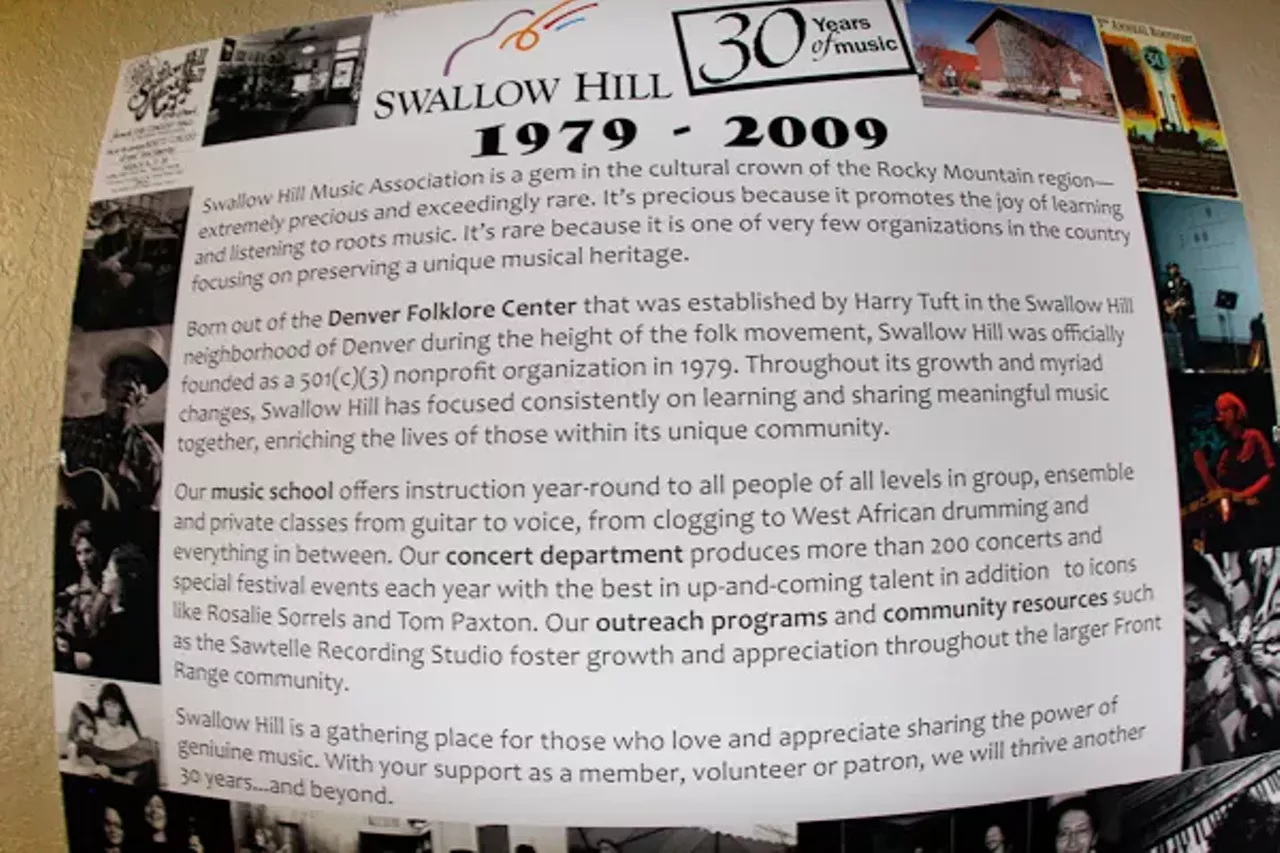 30 Years
of music
SWALLOW HILL
1979 - 2009
Swallow Hill Music Association is a gem in the cultural crown of the Rocky Mountain region—
extremely precious and exceedingly rare. It's precious because it promotes the joy of learning
and listening to roots music. It's rare because it is one of very few organizations in the country
focusing on preserving a unique musical heritage.
Born out of the Denver Folklore Center that was established by Harry Tuft in the Swallow Hill
neighborhood of Denver during the height of the folk movement, Swallow Hill was officially
founded as a 501(c)(3) nonprofit organization in 1979. Throughout its growth and myriad
changes, Swallow Hill has focused consistently on learning and sharing meaningful music
together, enriching the lives of those within its unique community.
Our music school offers instruction year-round to all people of all levels in group, ensemble
and private classes from guitar to voice, from clogging to West African drumming and
everything in between. Our concert department produces more than 200 concerts and
special festival events each year with the best in up-and-coming talent in addition to icons
like Rosalie Sorrels and Tom Paxton. Our outreach programs and community resources such
as the Sawtelle Recording Studio foster growth and appreciation throughout the larger Front
Range community.
Swallow Hill is a gathering place for those who love and appreciate sharing the power of
geniuine music. With your support as a member, volunteer or patron, we will thrive another
30 years...and beyond.